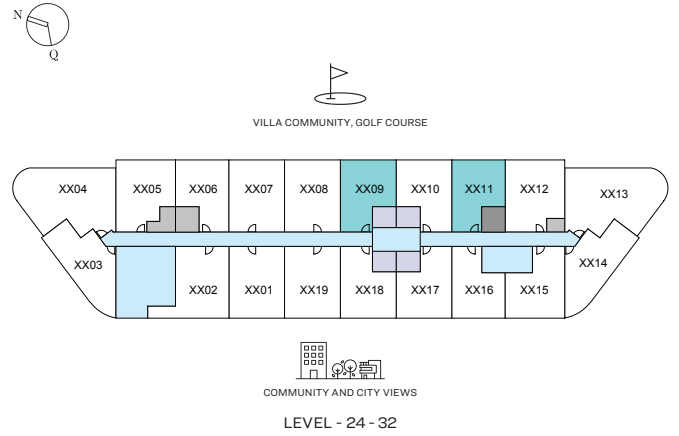 N
Q
VILLA COMMUNITY, GOLF COURSE
XX04 XX05 XX06 XX07 XX08 XX09 XX10 XX11 XX12 XX13
XX03 XX14
XX02 XX01 XX19 XX18 XX17 XX16 XX15
COMMUNITY AND CITY VIEWS
LEVEL - 24 - 32